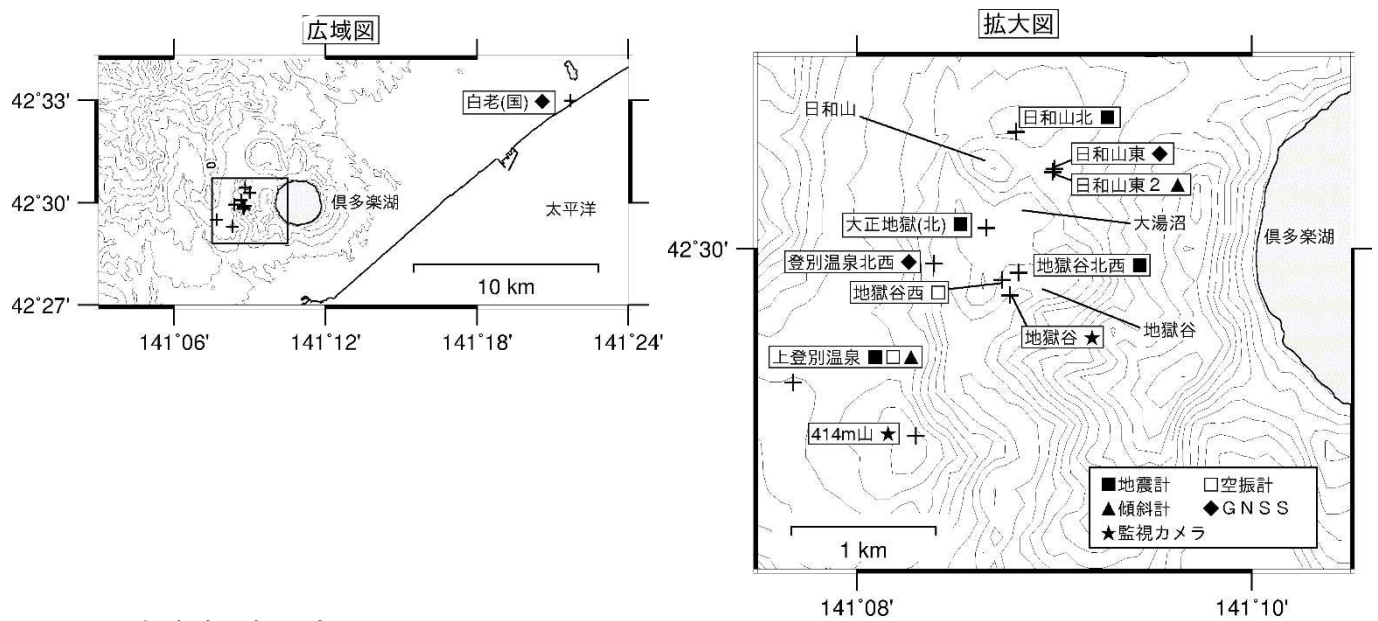 広域図
42°33'
42°30'
42°27'
白老(国)◆
倶多楽湖
太平洋
10 km
0
141°06'
141°12'
141°18'
141°24'
拡大図
日和山
日和山北■
日和山東◆
日和山東2▲
大湯沼
大正地獄(北)■
倶多楽湖
42°30'
登別温泉北西◆
地獄谷北西■
地獄谷西□
地獄谷
地獄谷★
上登別温泉■□▲
414m山★
■地震計 □空振計
▲傾斜計 ◆GNSS
★監視カメラ
1 km
141°08'
141°10'